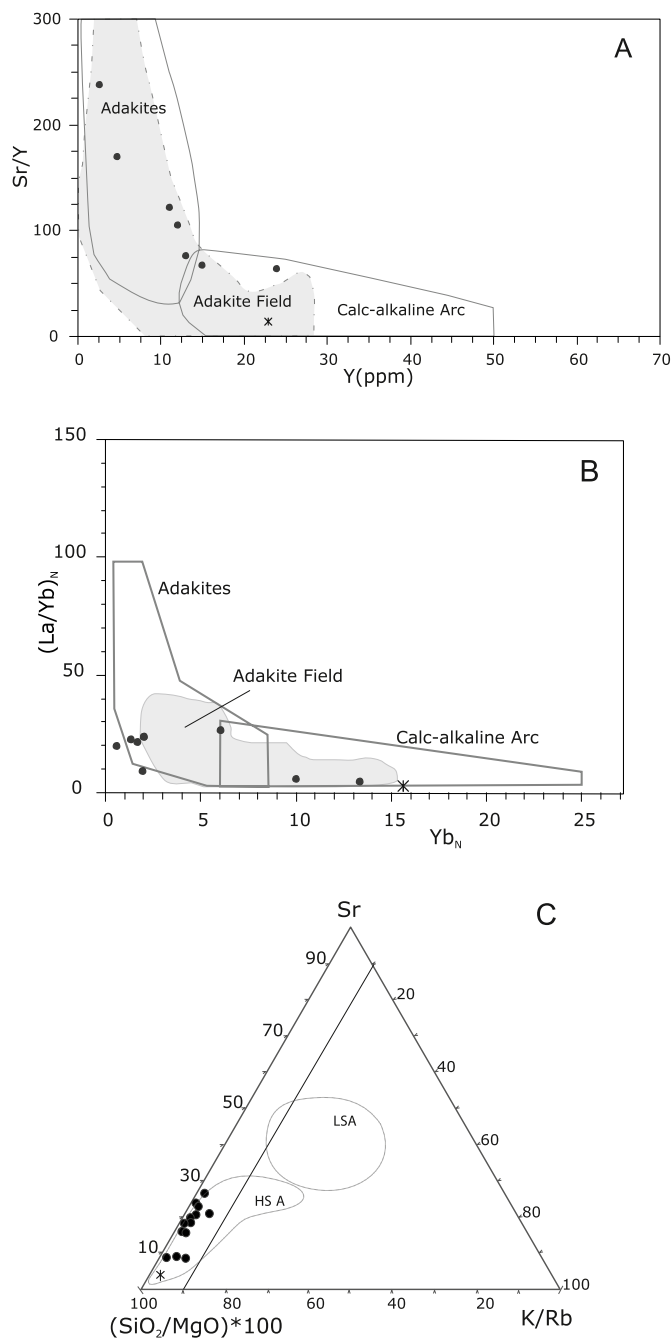 A
300
200
100
0
Sr/Y
Adakites
Adakite Field
Calc-alkaline Arc
0 10 20 30 40 50 60 70
Y(ppm)
B
150
100
50
0
(La/Yb)N
Adakites
Adakite Field
Calc-alkaline Arc
0 5 10 15 20 25
YbN
C
Sr
90
20
70
40
50
LSA
60
30
HS A
80
10
100
100 80 60 40 20
(SiO₂/MgO)*100
K/Rb